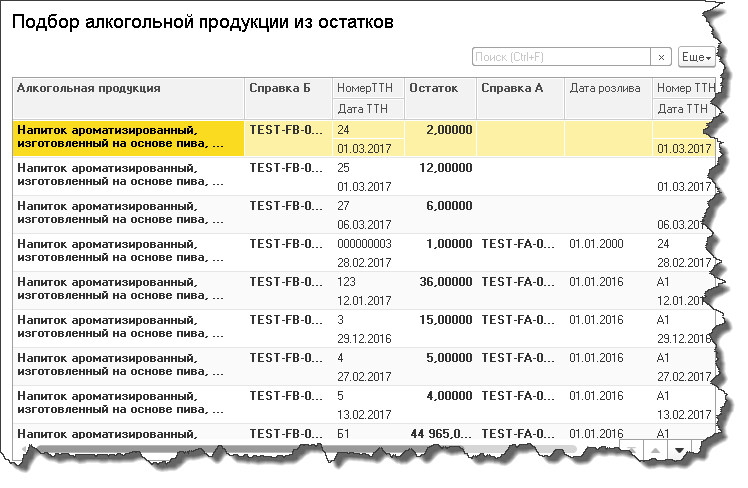 Подбор алкогольной продукции из остатков
Поиск (Ctrl+F) × Еще
Алкогольная продукция Справка Б НомерТТН Остаток Справка А Дата розлива Номер ТТН
Дата ТТН Дата ТТН
Напиток ароматизированный, TEST-FB-0... 24 2,00000
изготовленный на основе пива, ... 01.03.2017 01.03.2017
Напиток ароматизированный, TEST-FB-0... 25 12,00000
изготовленный на основе пива, ... 01.03.2017 01.03.2017
Напиток ароматизированный, TEST-FB-0... 27 6,00000
изготовленный на основе пива, ... 06.03.2017 06.03.2017
Напиток ароматизированный, TEST-FB-0... 000000003 1,00000 TEST-FA-0... 01.01.2000 24
изготовленный на основе пива, ... 28.02.2017 28.02.2017
Напиток ароматизированный, TEST-FB-0... 123 36,00000 TEST-FA-0... 01.01.2016 А1
изготовленный на основе пива, ... 12.01.2017 12.01.2017
Напиток ароматизированный, TEST-FB-0... 3 15,00000 TEST-FA-0... 01.01.2016 А1
изготовленный на основе пива, ... 29.12.2016 29.12.2016
Напиток ароматизированный, TEST-FB-0... 4 5,00000 TEST-FA-0... 01.01.2016 А1
изготовленный на основе пива, ... 27.02.2017 27.02.2017
Напиток ароматизированный, TEST-FB-0... 5 4,00000 TEST-FA-0... 01.01.2016 А1
изготовленный на основе пива, ... 13.02.2017 13.02.2017
Напиток ароматизированный, TEST-FB-0... Б1 44 965,0... TEST-FA-0... 01.01.2016 А1